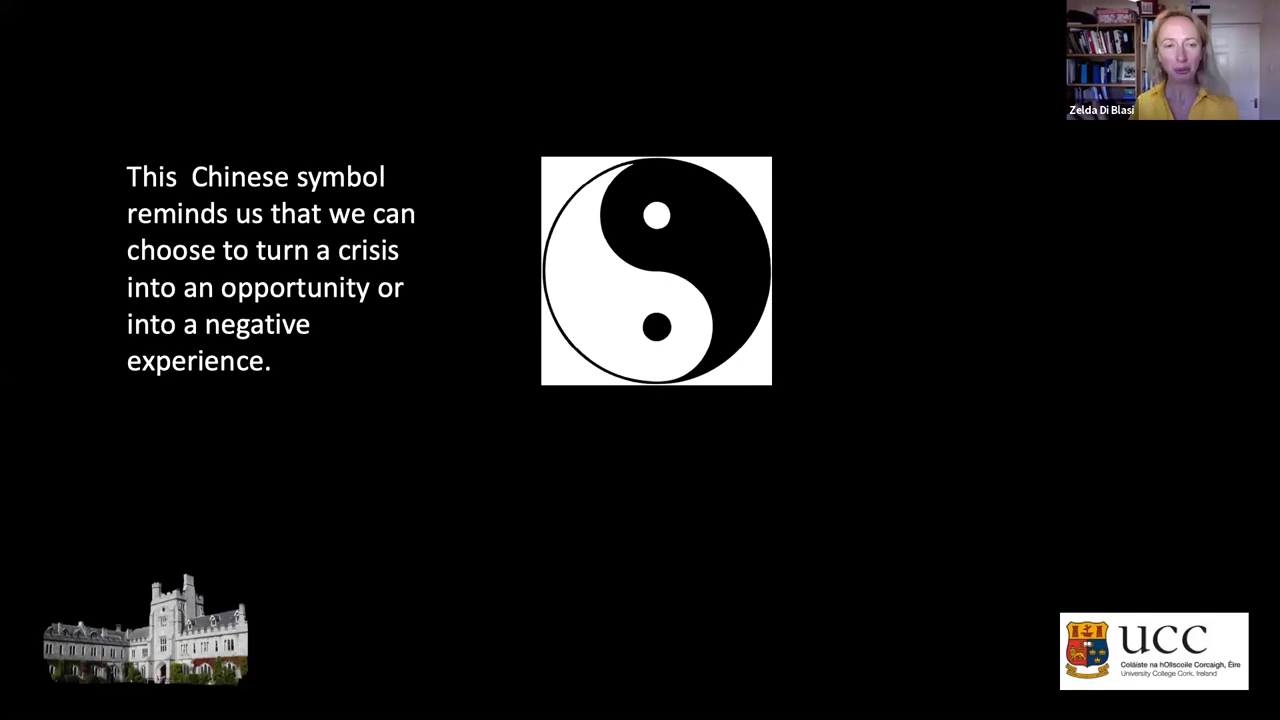 Zelda Di Blasi
This  Chinese symbol
reminds us that we can
choose to turn a crisis
into an opportunity or
into a negative
experience.
UCC
Coláiste na hOllscoile Corcaigh, Éire
University College Cork, Ireland